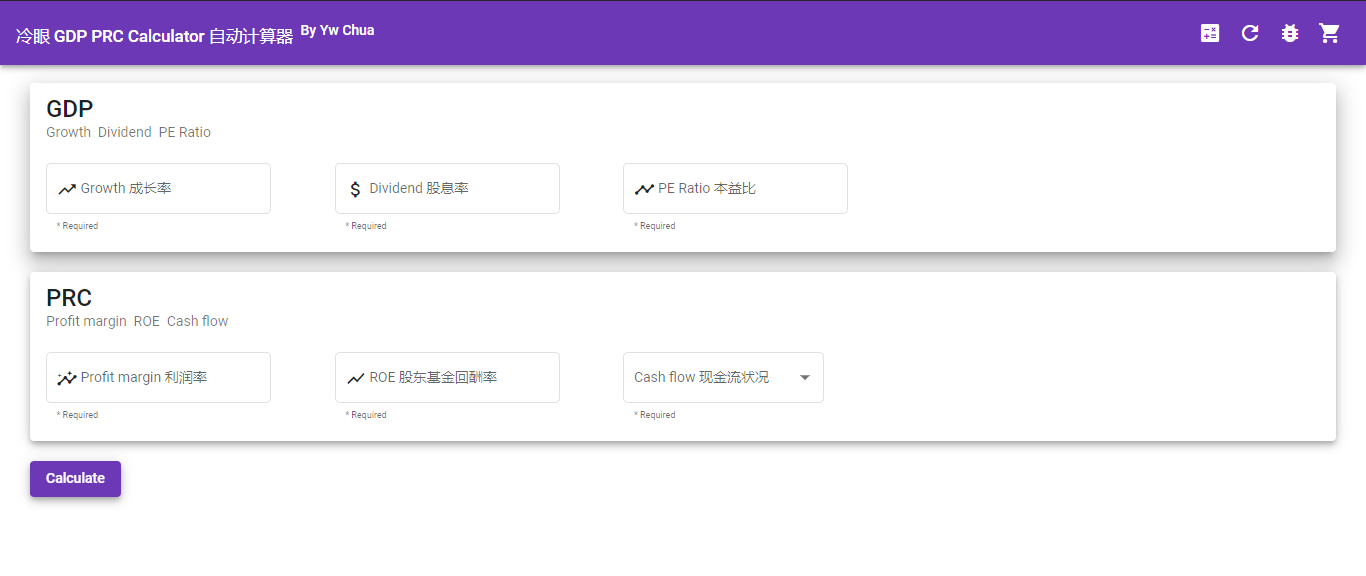 冷眼 GDP PRC Calculator 自动计算器 By Yw Chua
GDP
Growth Dividend PE Ratio
Growth 成长率
Dividend 股息率
PE Ratio 本益比
* Required
* Required
* Required
PRC
Profit margin ROE Cash flow
Profit margin 利润率
ROE 股东基金回酬率
Cash flow 现金流状况
* Required
* Required
* Required
Calculate